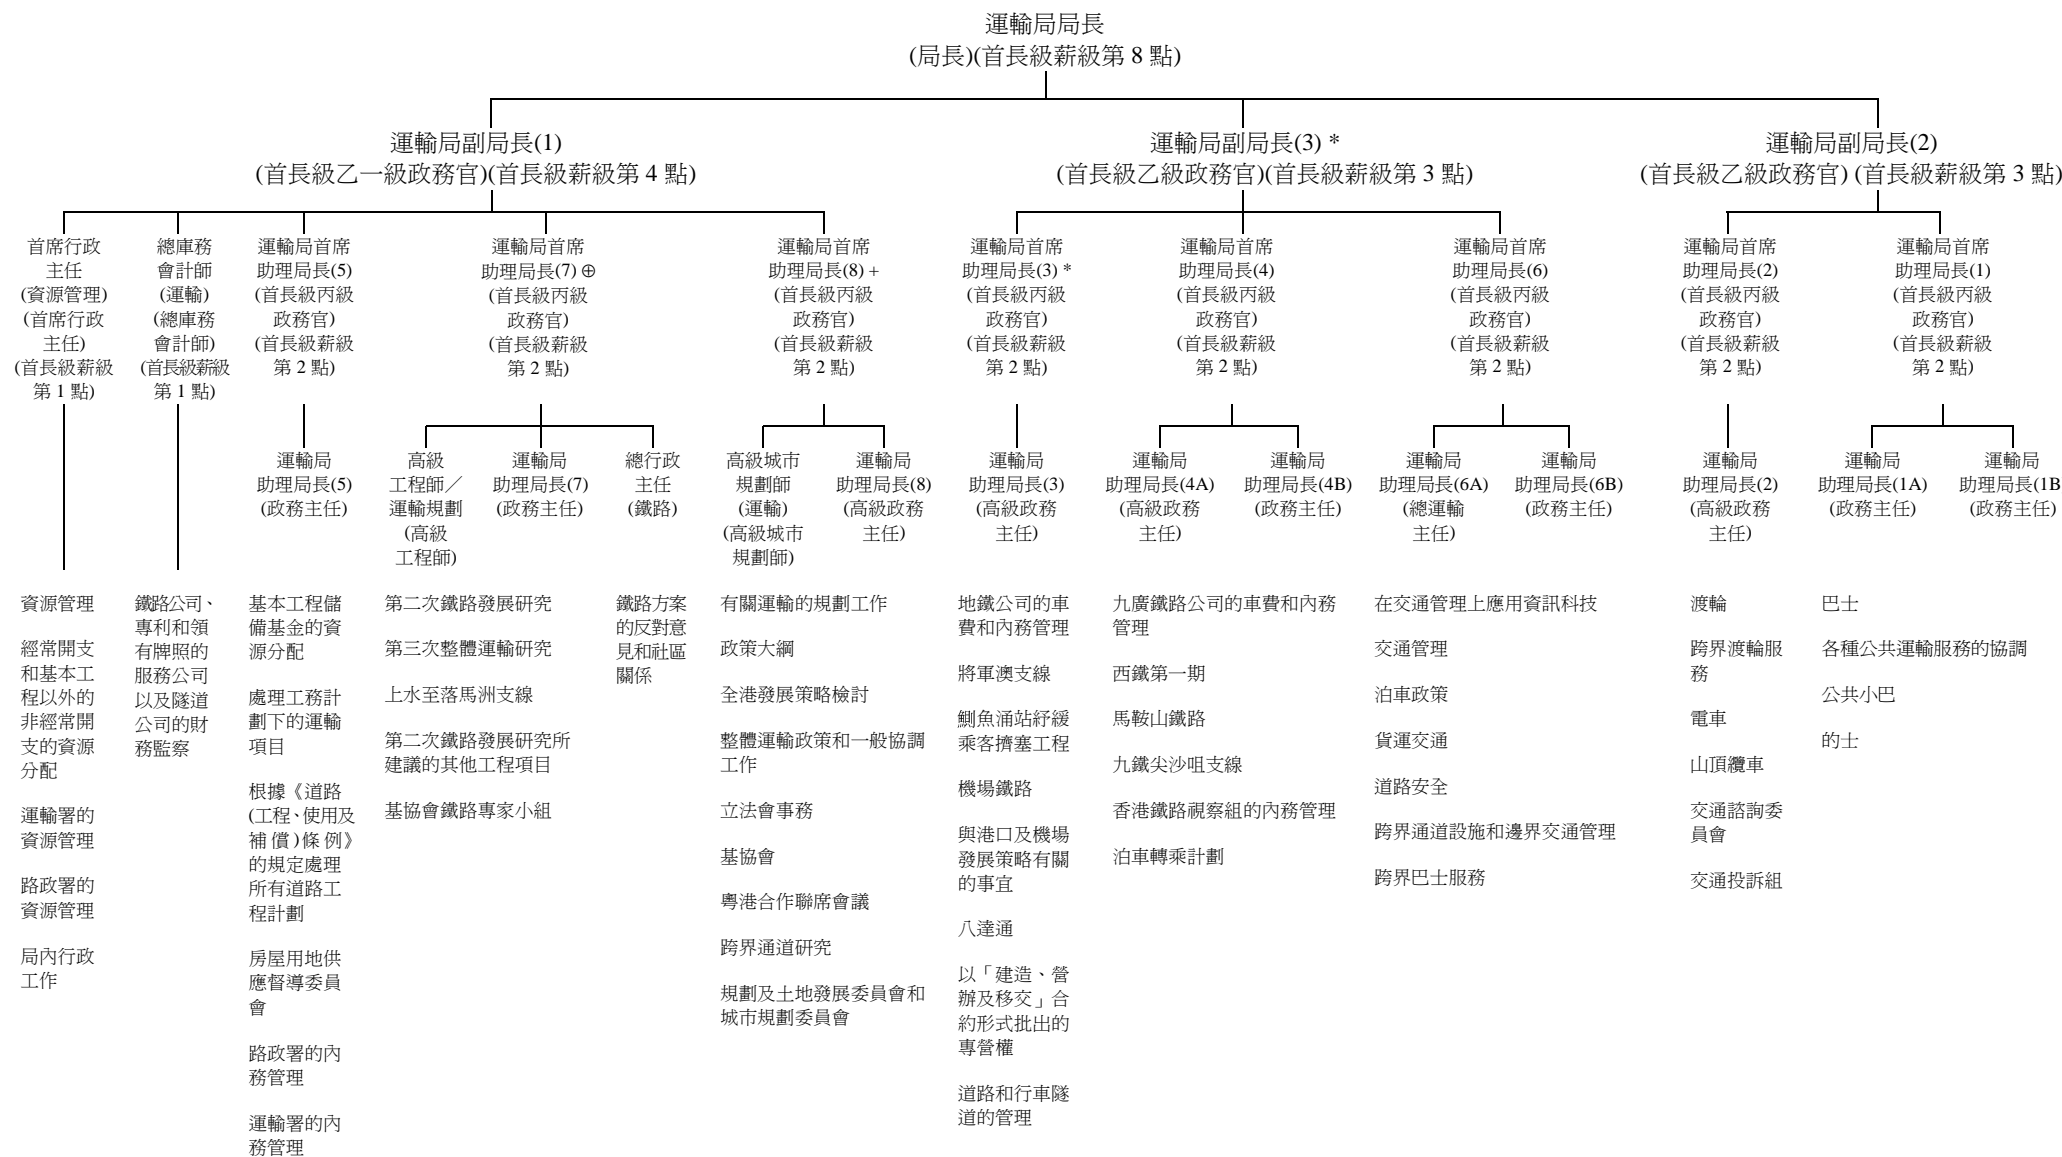 運輸局局長
(局長)(首長級薪級第 8 點)
運輸局副局長(1)
(首長級乙一級政務官)(首長級薪級第 4 點)
運輸局副局長(3) *
(首長級乙級政務官)(首長級薪級第 3 點)
運輸局副局長(2)
(首長級乙級政務官) (首長級薪級第 3 點)
首席行政
主任
(資源管理)
(首席行政
主任)
(首長級薪級
第 1 點)
總庫務
會計師
(運輸)
(總庫務
會計師)
(首長級薪級
第 1 點)
運輸局首席
助理局長(5)
(首長級丙級
政務官)
(首長級薪級
第 2 點)
運輸局首席
助理局長(7) ⊕
(首長級丙級
政務官)
(首長級薪級
第 2 點)
運輸局首席
助理局長(8) +
(首長級丙級
政務官)
(首長級薪級
第 2 點)
運輸局首席
助理局長(3) *
(首長級丙級
政務官)
(首長級薪級
第 2 點)
運輸局首席
助理局長(4)
(首長級丙級
政務官)
(首長級薪級
第 2 點)
運輸局首席
助理局長(6)
(首長級丙級
政務官)
(首長級薪級
第 2 點)
運輸局首席
助理局長(2)
(首長級丙級
政務官)
(首長級薪級
第 2 點)
運輸局首席
助理局長(1)
(首長級丙級
政務官)
(首長級薪級
第 2 點)
運輸局
助理局長(5)
(政務主任)
高級
工程師／
運輸規劃
(高級
工程師)
運輸局
助理局長(7)
(政務主任)
總行政
主任
(鐵路)
高級城市
規劃師
(運輸)
(高級城市
規劃師)
運輸局
助理局長(8)
(高級政務
主任)
運輸局
助理局長(3)
(高級政務
主任)
運輸局
助理局長(4A)
(高級政務
主任)
運輸局
助理局長(4B)
(政務主任)
運輸局
助理局長(6A)
(總運輸
主任)
運輸局
助理局長(6B)
(政務主任)
運輸局
助理局長(2)
(高級政務
主任)
運輸局
助理局長(1A)
(政務主任)
運輸局
助理局長(1B
(政務主任)
資源管理
經常開支
和基本工
程以外的
非經常開
支的資源
分配
運輸署的
資源管理
路政署的
資源管理
局內行政
工作
鐵路公司、
專利和領
有牌照的
服務公司
以及隧道
公司的財
務監察
基本工程儲
備基金的資
源分配
處理工務計
劃下的運輸
項目
根據《道路
(工程、使用及
補償)條例》
的規定處理
所有道路工
程計劃
房屋用地供
應督導委員
會
路政署的內
務管理
運輸署的內
務管理
第二次鐵路發展研究
第三次整體運輸研究
上水至落馬洲支線
第二次鐵路發展研究所
建議的其他工程項目
基協會鐵路專家小組
鐵路方案
的反對意
見和社區
關係
有關運輸的規劃工作
政策大綱
全港發展策略檢討
整體運輸政策和一般協調
工作
立法會事務
基協會
粵港合作聯席會議
跨界通道研究
規劃及土地發展委員會和
城市規劃委員會
地鐵公司的車
費和內務管理
將軍澳支線
鰂魚涌站紓緩
乘客擠塞工程
機場鐵路
與港口及機場
發展策略有關
的事宜
八達通
以「建造、營
辦及移交」合
約形式批出的
專營權
道路和行車隧
道的管理
九廣鐵路公司的車費和內務
管理
西鐵第一期
馬鞍山鐵路
九鐵尖沙咀支線
香港鐵路視察組的內務管理
泊車轉乘計劃
在交通管理上應用資訊科技
交通管理
泊車政策
貨運交通
道路安全
跨界通道設施和邊界交通管理
跨界巴士服務
渡輪
跨界渡輪服
務
電車
山頂纜車
交通諮詢委
員會
交通投訴組
巴士
各種公共運輸服務的協調
公共小巴
的士